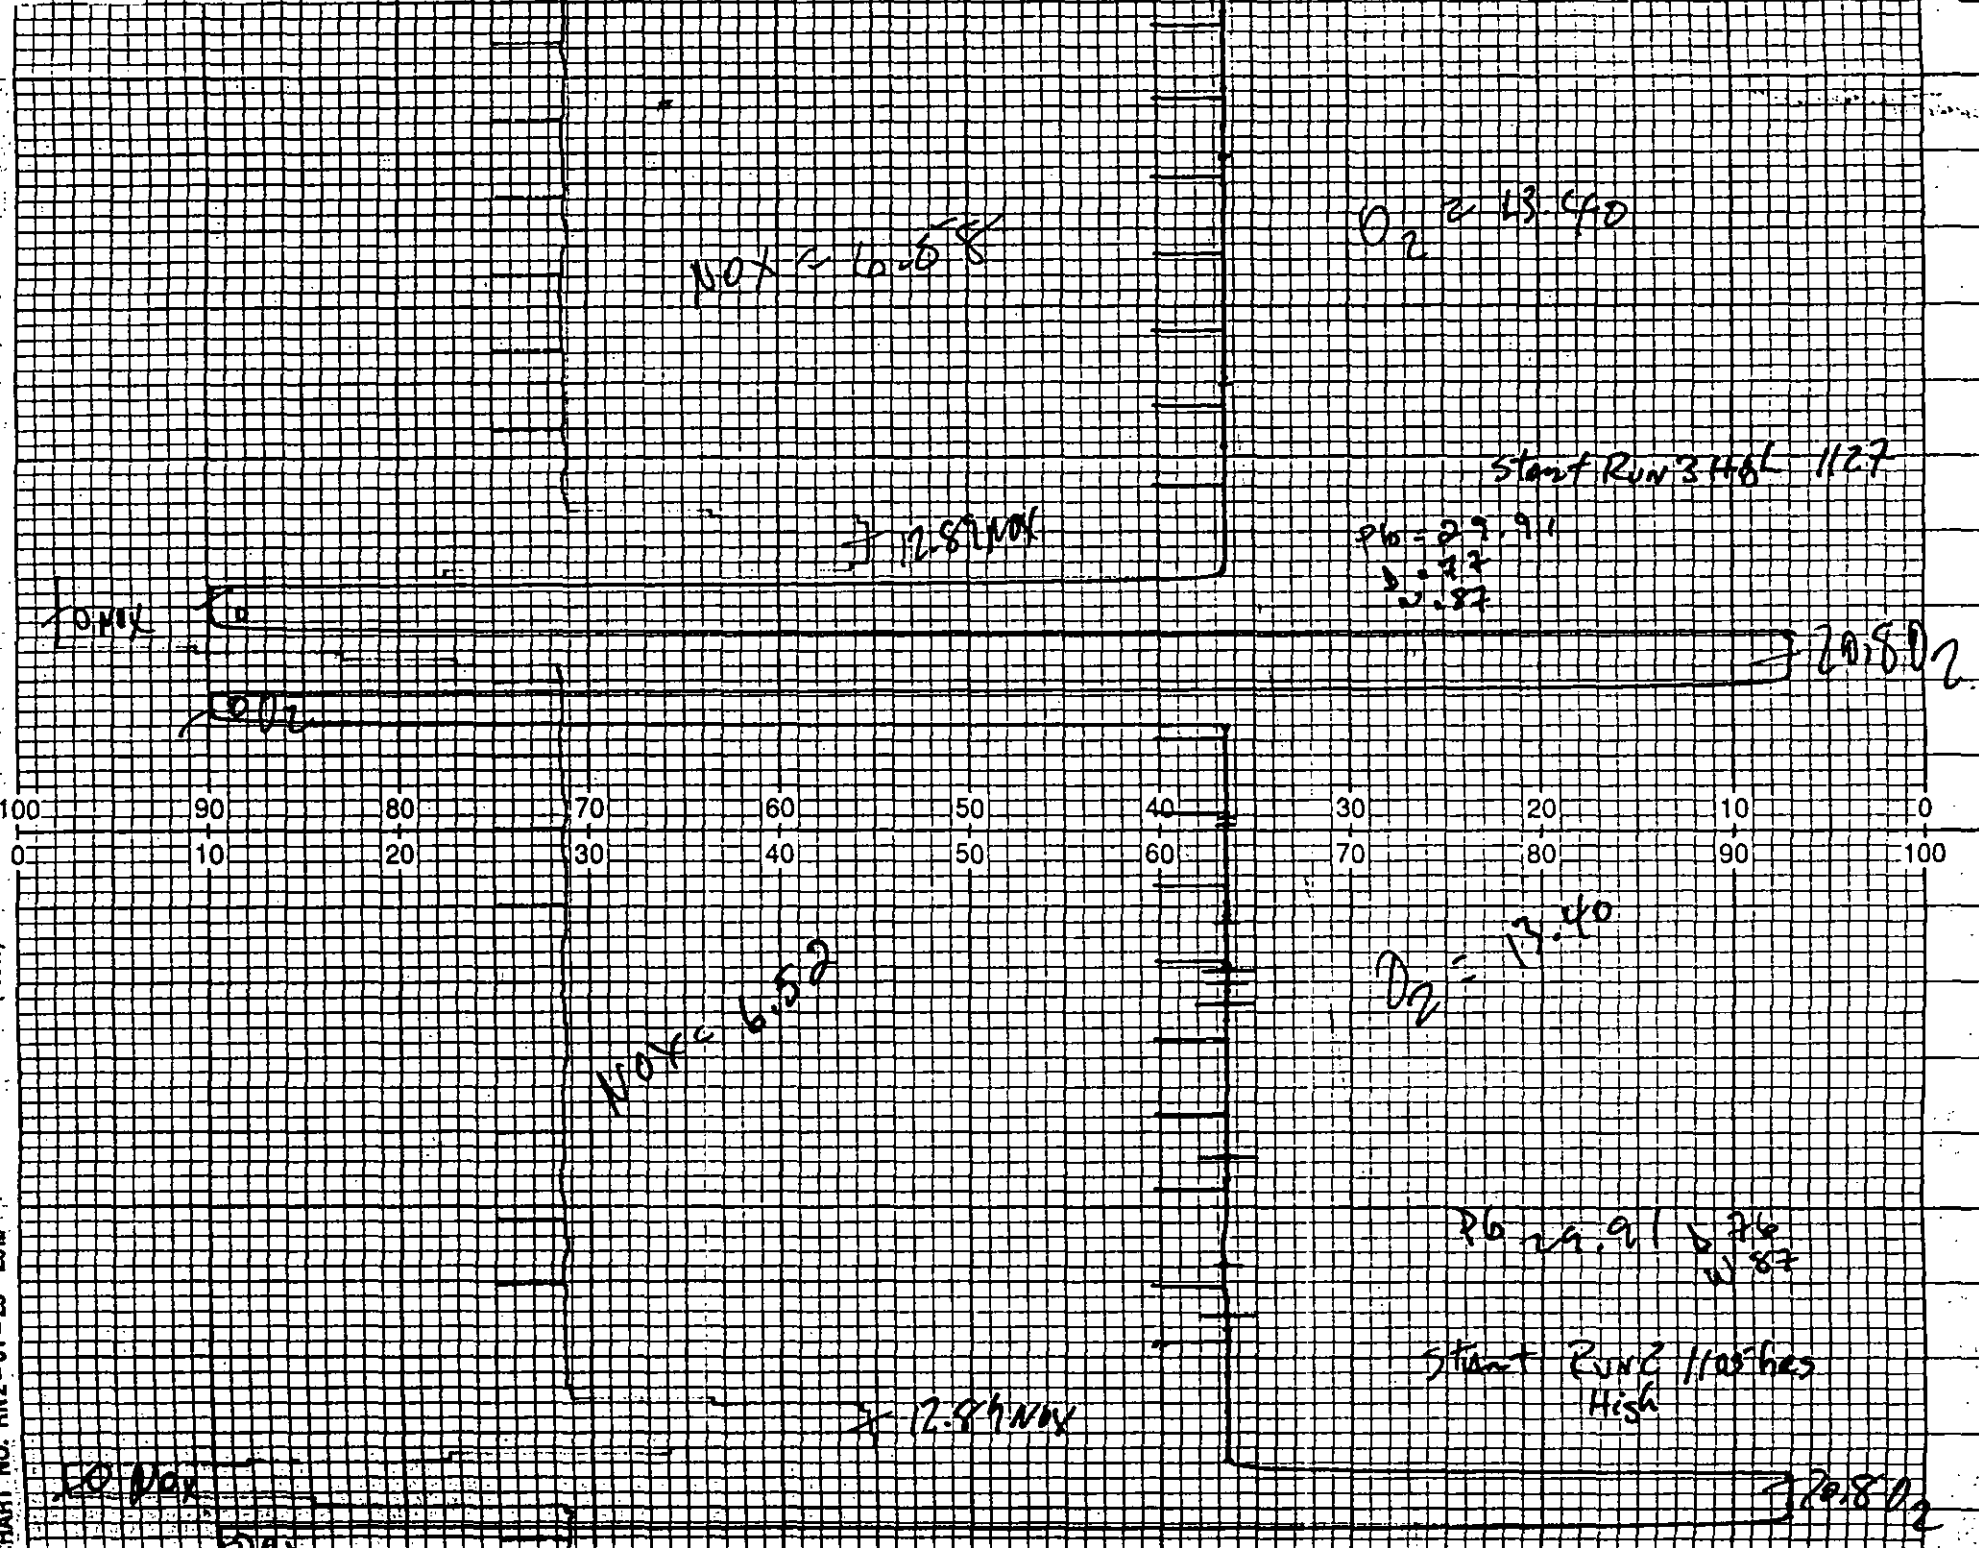 O₂ = 13.40
NOX = 6.58
Start RUN 3 High 1127
Pb = 29.91
D .77
W .87
12.89 NOX
0 NOX
0
20.8 O₂
0 O₂
100 90 80 70 60 50 40 30 20 10 0
0 10 20 30 40 50 60 70 80 90 100
O₂ = 13.40
NOX = 6.52
Pb 29.91 D 76
W 87
Start RUN 2 1105 hrs
High
12.89 NOX
0 NOX
20.8 O₂